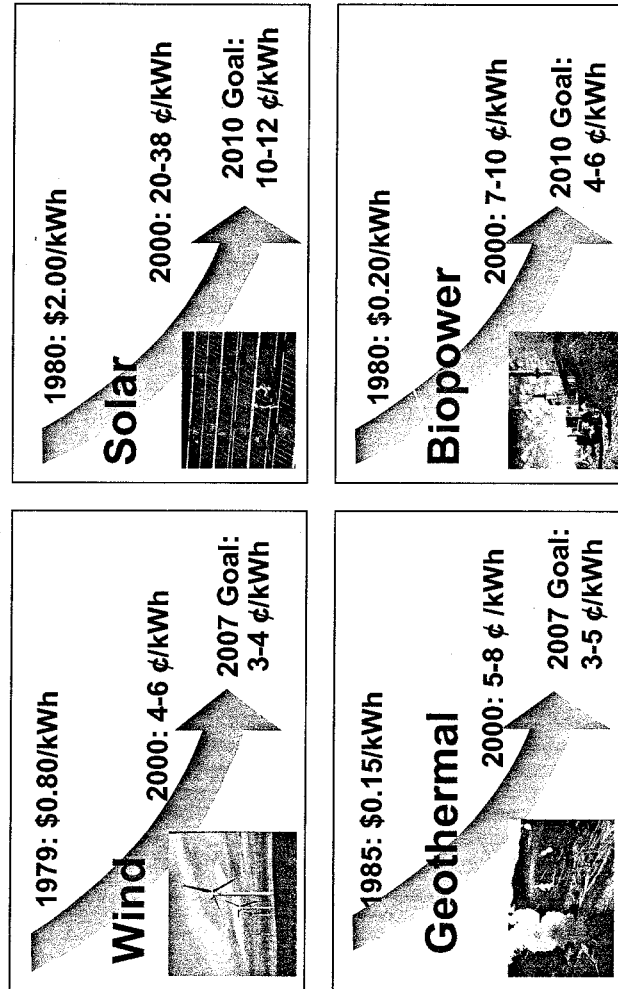 Wind
1979: $0.80/kWh
2000: 4-6 ¢/kWh
2007 Goal:
3-4 ¢/kWh
Solar
1980: $2.00/kWh
2000: 20-38 ¢/kWh
2010 Goal:
10-12 ¢/kWh
Geothermal
1985: $0.15/kWh
2000: 5-8 ¢ /kWh
2007 Goal:
3-5 ¢/kWh
Biopower
1980: $0.20/kWh
2000: 7-10 ¢/kWh
2010 Goal:
4-6 ¢/kWh